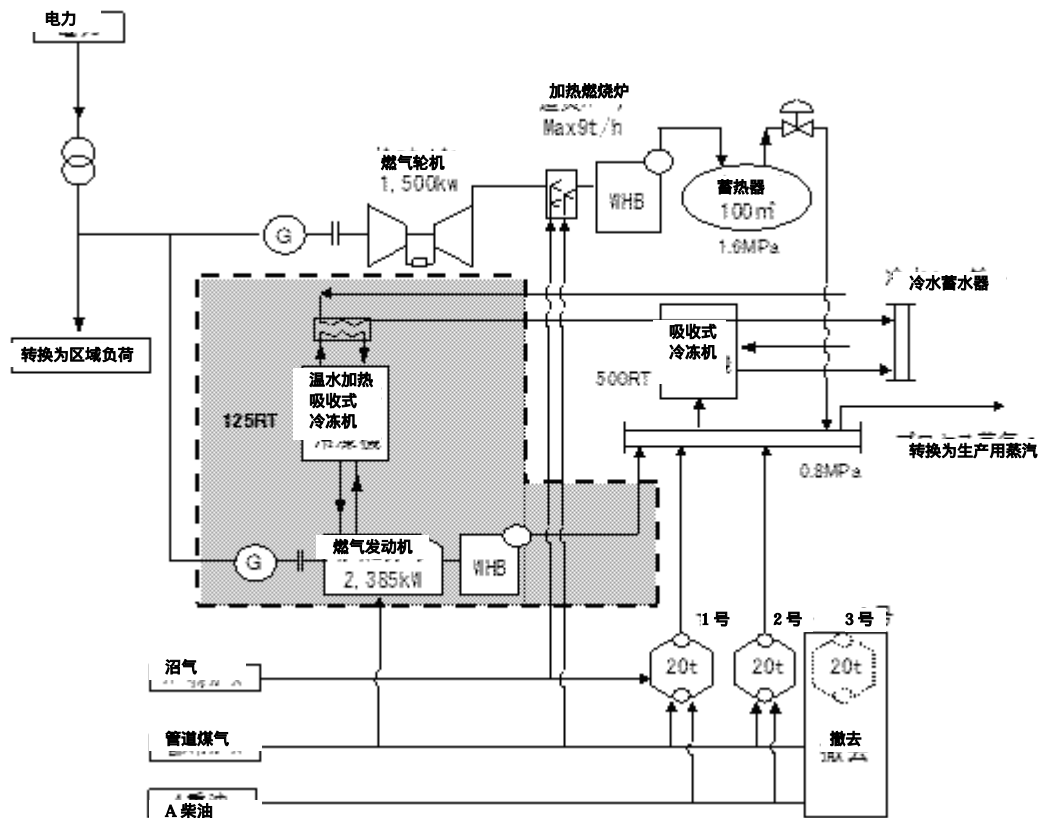 电力
加热燃烧炉
Max9t/h
燃气轮机
1,500kw
WHB
蓄热器
100㎡
1.6MPa
G
冷水蓄水器
转换为区域负荷
吸收式
冷冻机
500RT
温水加热
吸收式
冷冻机
125RT
转换为生产用蒸汽
0.8MPa
燃气发动机
2,385kW
G
WHB
1号
2号
3号
20t
20t
20t
沼气
管道煤气
撤去
A柴油